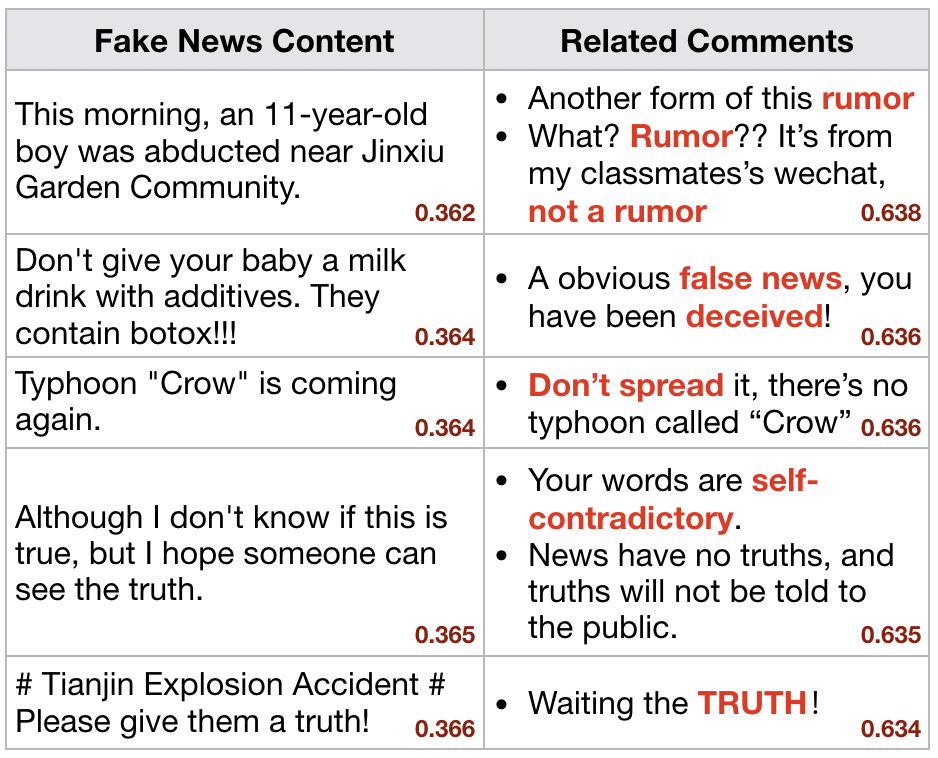 Fake News Content
Related Comments
This morning, an 11-year-old
boy was abducted near Jinxiu
Garden Community.
0.362
• Another form of this rumor
• What? Rumor?? It’s from
my classmates’s wechat,
not a rumor
0.638
Don't give your baby a milk
drink with additives. They
contain botox!!!
0.364
• A obvious false news, you
have been deceived!
0.636
Typhoon "Crow" is coming
again.
0.364
• Don’t spread it, there’s no
typhoon called “Crow”
0.636
Although I don't know if this is
true, but I hope someone can
see the truth.
0.365
• Your words are self-
contradictory.
• News have no truths, and
truths will not be told to
the public.
0.635
# Tianjin Explosion Accident #
Please give them a truth!
0.366
• Waiting the TRUTH!
0.634